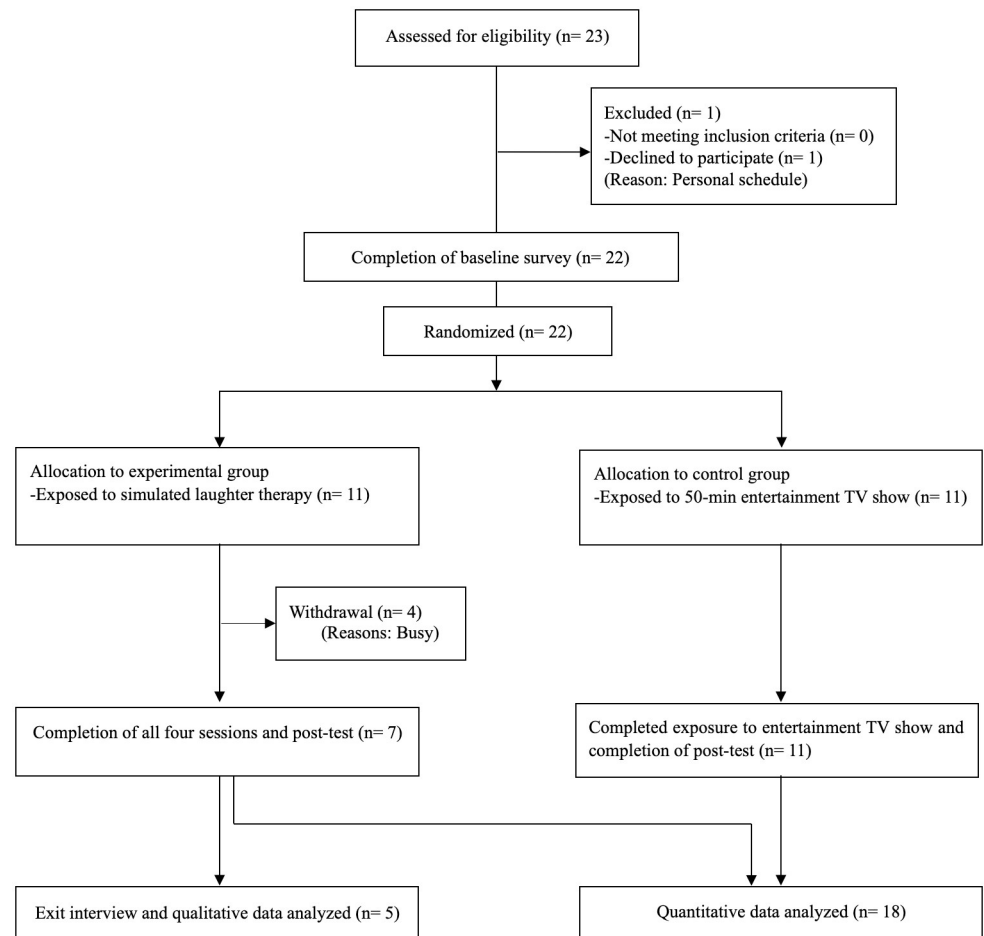 Assessed for eligibility (n= 23)
Excluded (n= 1)
-Not meeting inclusion criteria (n= 0)
-Declined to participate (n= 1)
(Reason: Personal schedule)
Completion of baseline survey (n= 22)
Randomized (n= 22)
Allocation to experimental group
-Exposed to simulated laughter therapy (n= 11)
Allocation to control group
-Exposed to 50-min entertainment TV show (n= 11)
Withdrawal (n= 4)
(Reasons: Busy)
Completion of all four sessions and post-test (n= 7)
Completed exposure to entertainment TV show and
completion of post-test (n= 11)
Exit interview and qualitative data analyzed (n= 5)
Quantitative data analyzed (n= 18)